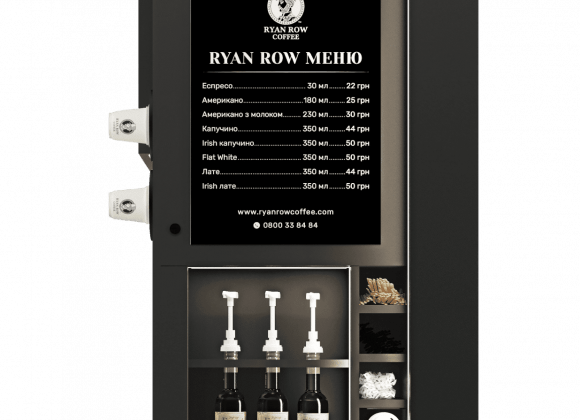 RYAN ROW
COFFEE
RYAN ROW МЕНЮ
Еспресо 30 мл 22 грн
Американо 180 мл 25 грн
Американо з молоком 230 мл 30 грн
Капучино 350 мл 44 грн
Irish капучино 350 мл 50 грн
Flat White 350 мл 50 грн
Лате 350 мл 44 грн
Irish лате 350 мл 50 грн
www.ryanrowcoffee.com
0800 33 84 84